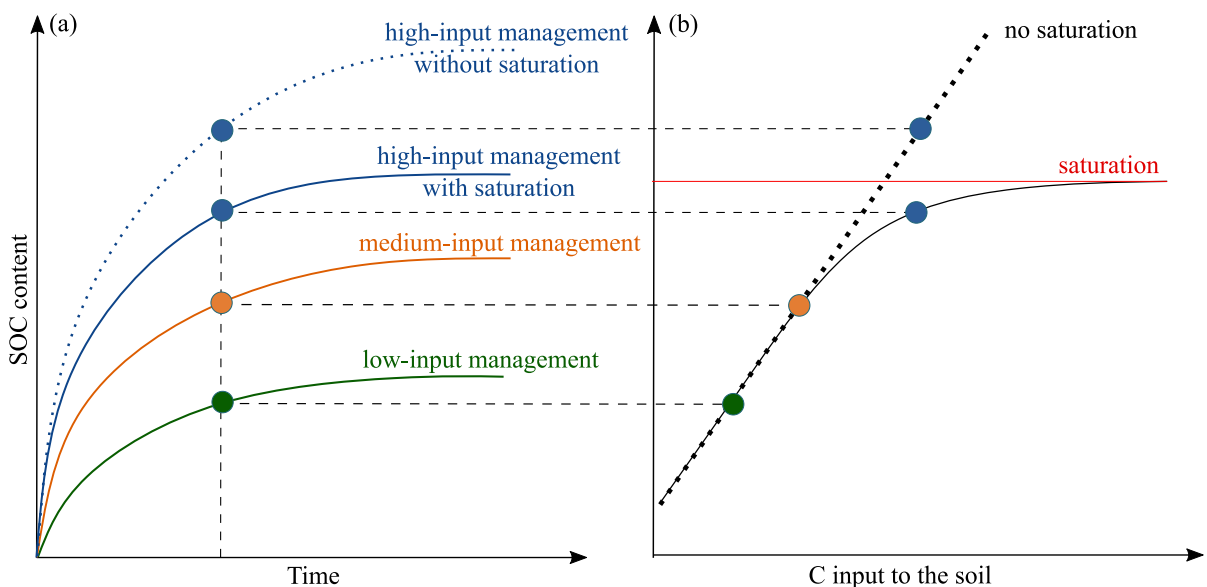 (a)
high-input management
without saturation
high-input management
with saturation
medium-input management
low-input management
SOC content
Time
(b)
no saturation
saturation
C input to the soil